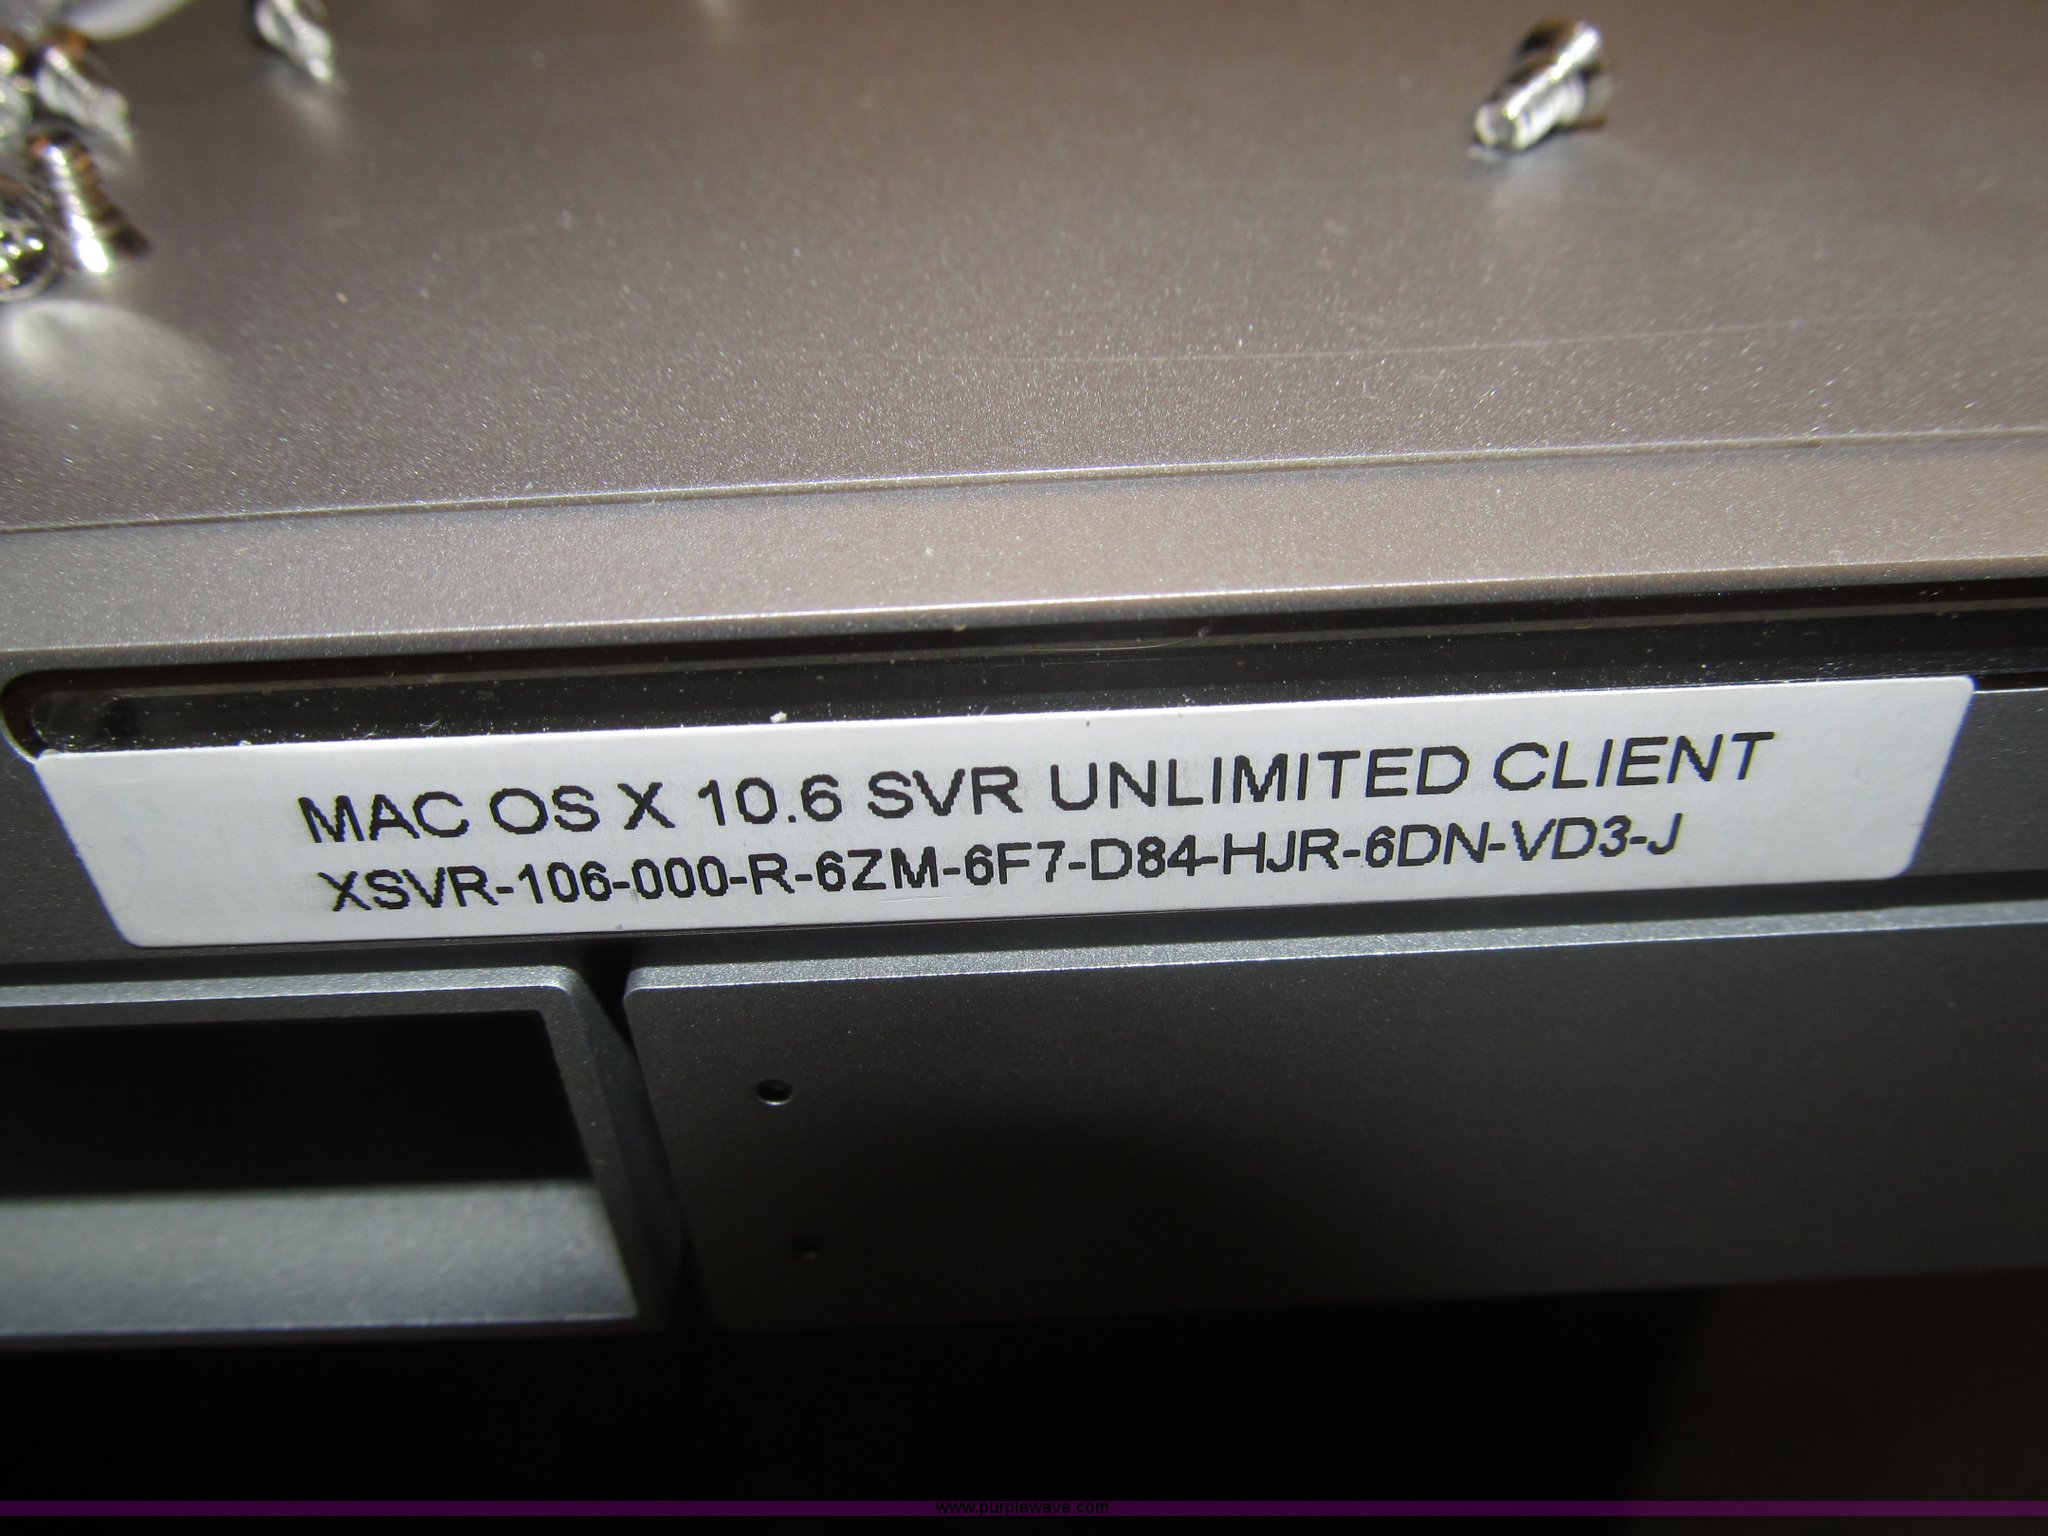 MAC OS X 10.6 SVR UNLIMITED CLIENT
XSVR-106-000-R-6ZM-6F7-D84-HJR-6DN-VD3-J
www.purplewave.com